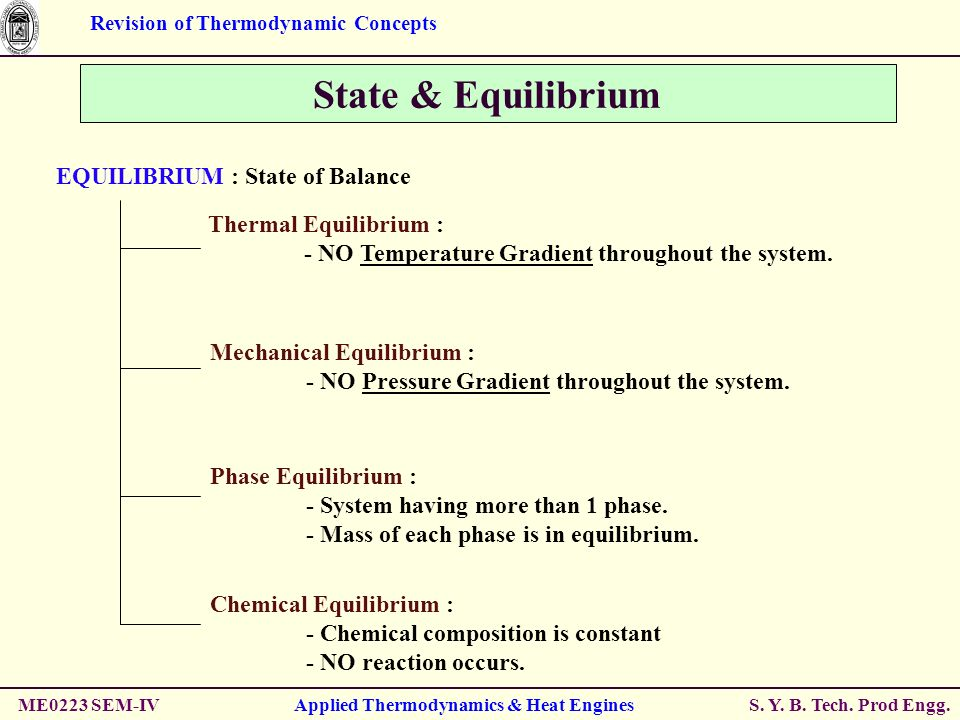 Revision of Thermodynamic Concepts
State & Equilibrium
EQUILIBRIUM : State of Balance
Thermal Equilibrium :
- NO Temperature Gradient throughout the system.
Mechanical Equilibrium :
- NO Pressure Gradient throughout the system.
Phase Equilibrium :
- System having more than 1 phase.
- Mass of each phase is in equilibrium.
Chemical Equilibrium :
- Chemical composition is constant
- NO reaction occurs.
ME0223 SEM-IV Applied Thermodynamics & Heat Engines S. Y. B. Tech. Prod Engg.